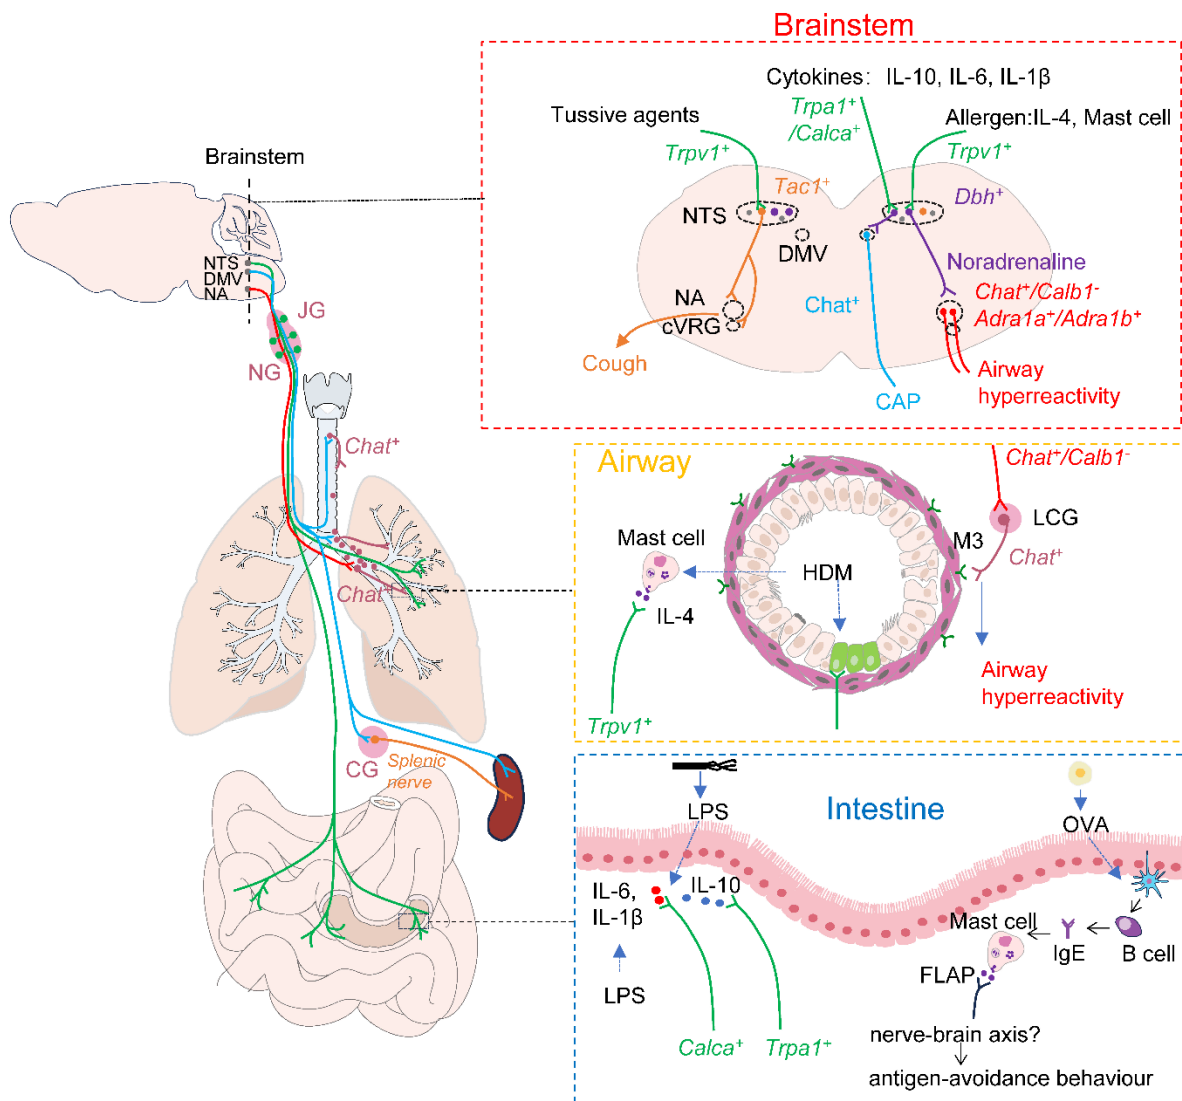 Brainstem
Cytokines: IL-10, IL-6, IL-1β
Tussive agents
Trpa1⁺
/Calca⁺
Allergen:IL-4, Mast cell
Trpv1⁺
Trpv1⁺
Tac1⁺
Dbh⁺
NTS
DMV
Noradrenaline
NA
Chat⁺/Calb1⁻
cVRG
Chat⁺
Adra1a⁺/Adra1b⁺
Cough
CAP
Airway
hyperreactivity
Brainstem
NTS
DMV
NA
JG
NG
Chat⁺
Chat⁺
CG
Splenic
nerve
Airway
Chat⁺/Calb1⁻
LCG
M3
Chat⁺
Mast cell
HDM
IL-4
Trpv1⁺
Airway
hyperreactivity
Intestine
LPS
OVA
IL-6,
IL-1β
IL-10
LPS
Calca⁺
Trpa1⁺
Mast cell
IgE
B cell
FLAP
nerve-brain axis?
antigen-avoidance behaviour